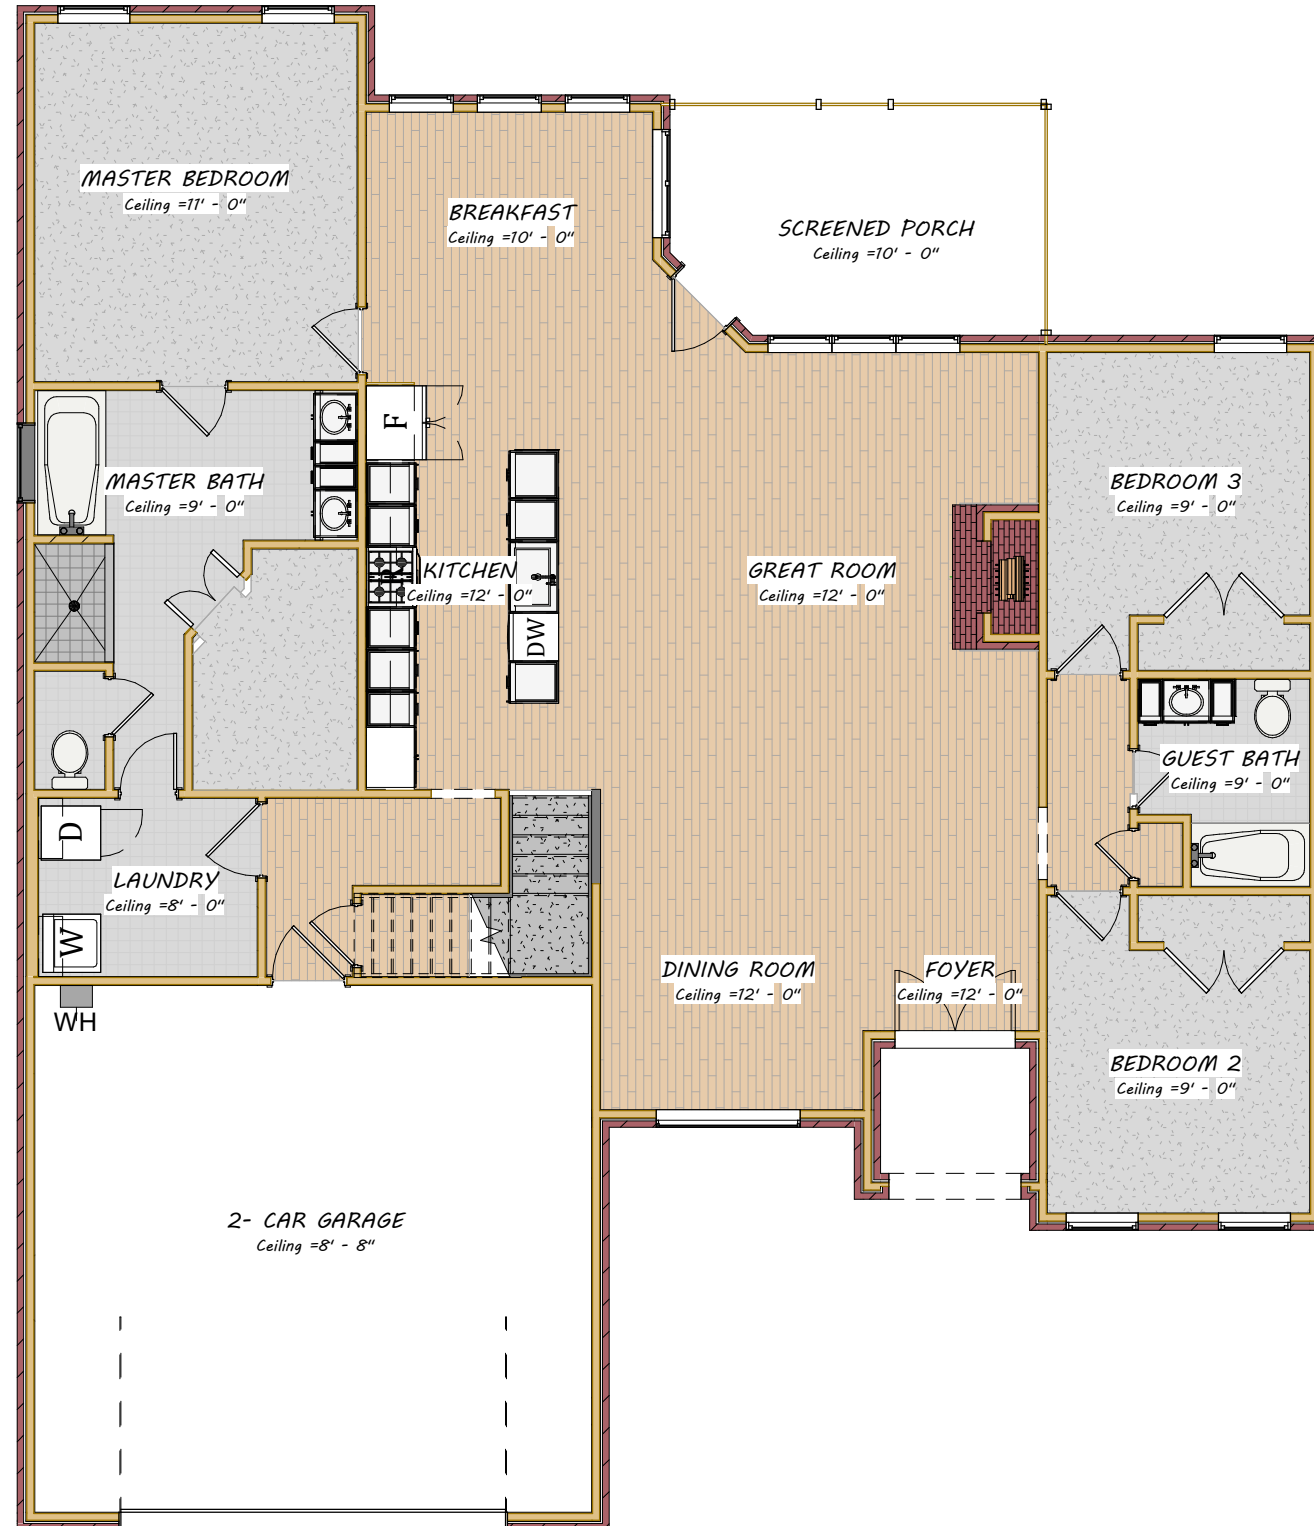 MASTER BEDROOM
Ceiling =11' - 0"
BREAKFAST
Ceiling =10' - 0"
SCREENED PORCH
Ceiling =10' - 0"
F
MASTER BATH
Ceiling =9' - 0"
BEDROOM 3
Ceiling =9' - 0"
KITCHEN
Ceiling =12' - 0"
GREAT ROOM
Ceiling =12' - 0"
DW
GUEST BATH
Ceiling =9' - 0"
D
LAUNDRY
Ceiling =8' - 0"
W
DINING ROOM
Ceiling =12' - 0"
FOYER
Ceiling =12' - 0"
WH
BEDROOM 2
Ceiling =9' - 0"
2- CAR GARAGE
Ceiling =8' - 8"